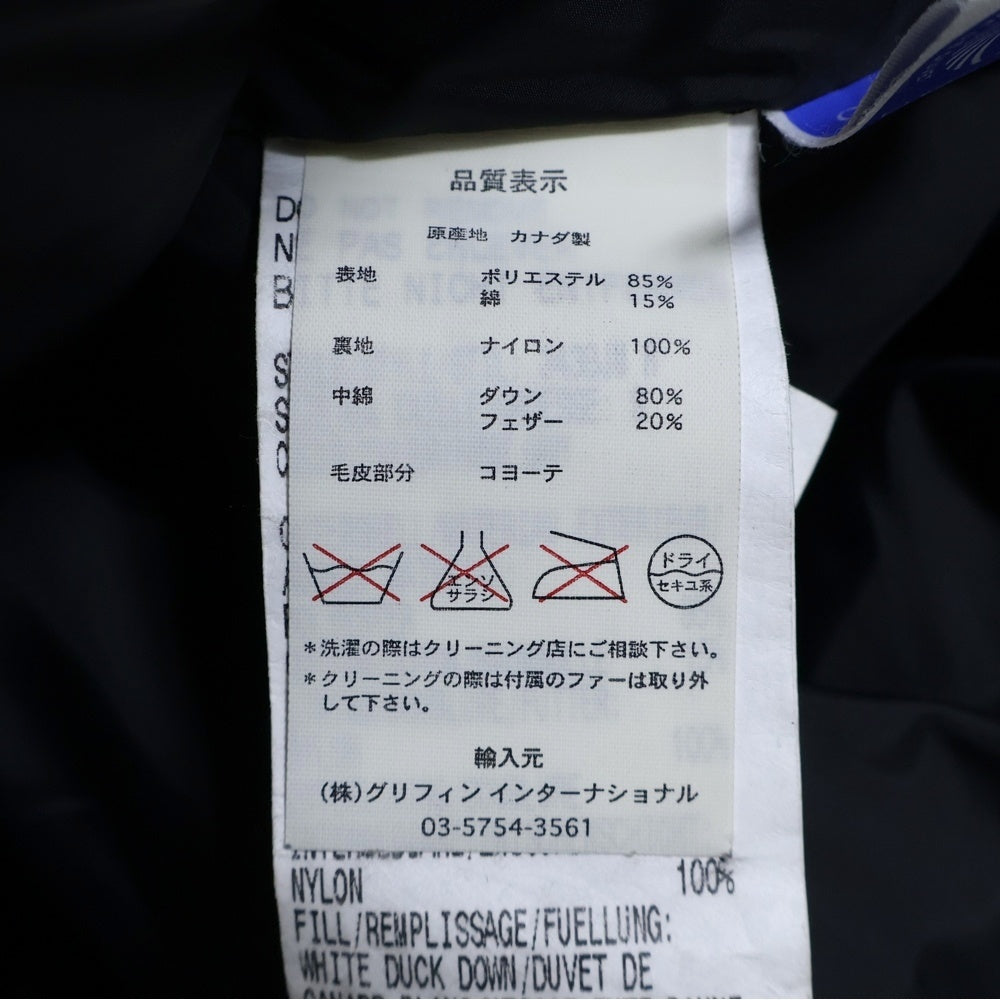 品質表示
原産地 カナダ製
表地 ポリエステル 85%
綿 15%
裏地 ナイロン 100%
中綿 ダウン 80%
フェザー 20%
毛皮部分 コヨーテ
エンソ
サラシ
ドライ
セキユ系
*洗濯の際はクリーニング店にご相談下さい。
*クリーニングの際は付属のファーは取り外
して下さい。
輸入元
(株)グリフィン インターナショナル
03-5754-3561
NYLON 100%
FILL/REMPLISSAGE/FUELLUNG:
WHITE DUCK DOWN/DUVET DE